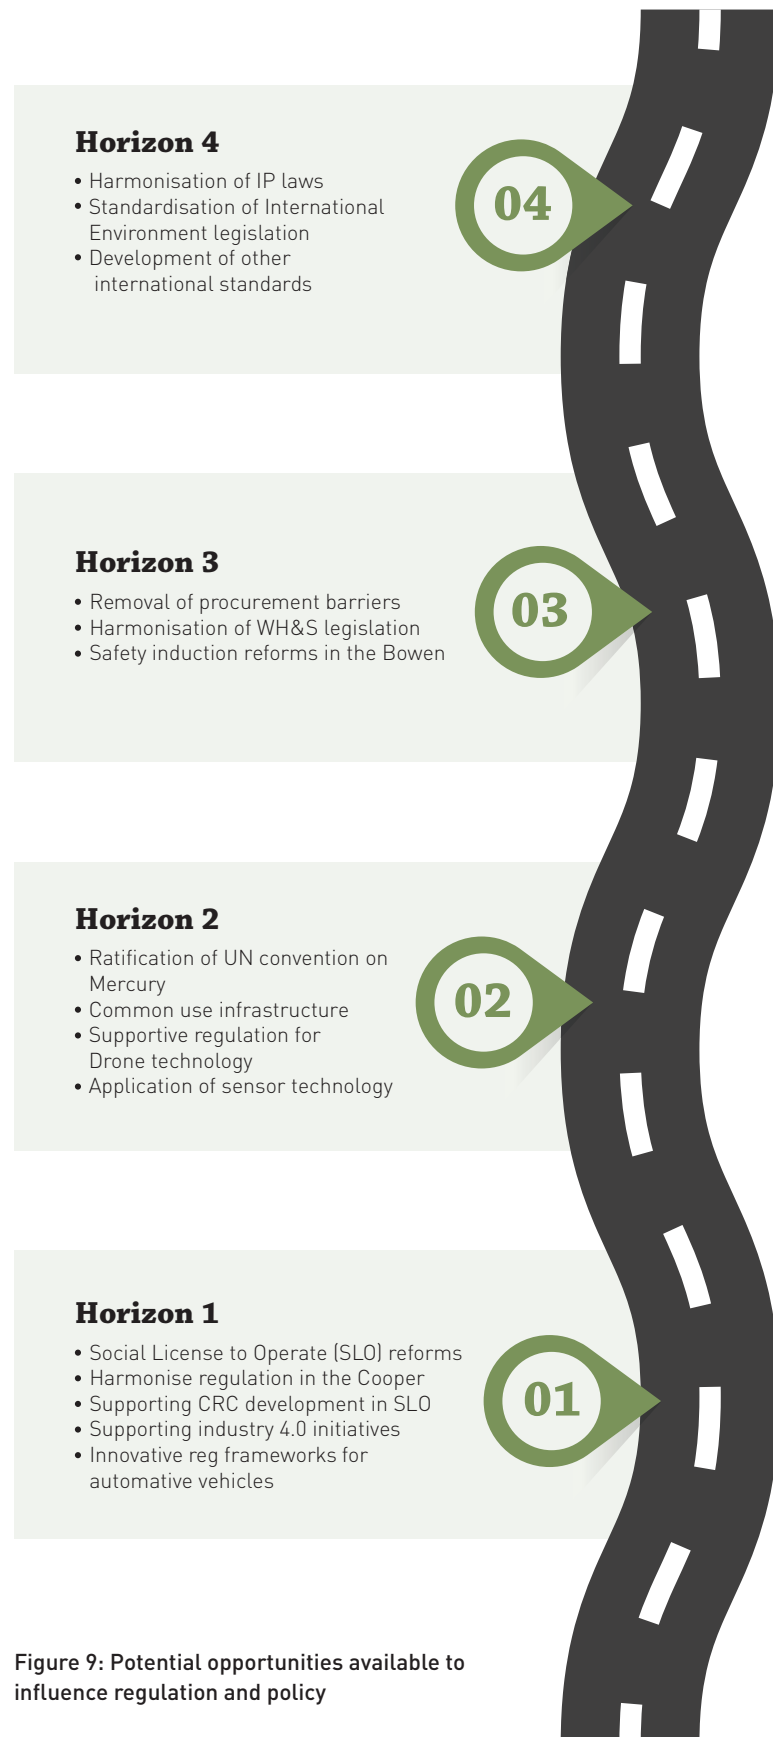 Horizon 4
• Harmonisation of IP laws
• Standardisation of International
Environment legislation
• Development of other
international standards
04
Horizon 3
• Removal of procurement barriers
• Harmonisation of WH&S legislation
• Safety induction reforms in the Bowen
03
Horizon 2
• Ratification of UN convention on
Mercury
• Common use infrastructure
• Supportive regulation for
Drone technology
• Application of sensor technology
02
Horizon 1
• Social License to Operate (SLO) reforms
• Harmonise regulation in the Cooper
• Supporting CRC development in SLO
• Supporting industry 4.0 initiatives
• Innovative reg frameworks for
automative vehicles
01
Figure 9: Potential opportunities available to
influence regulation and policy